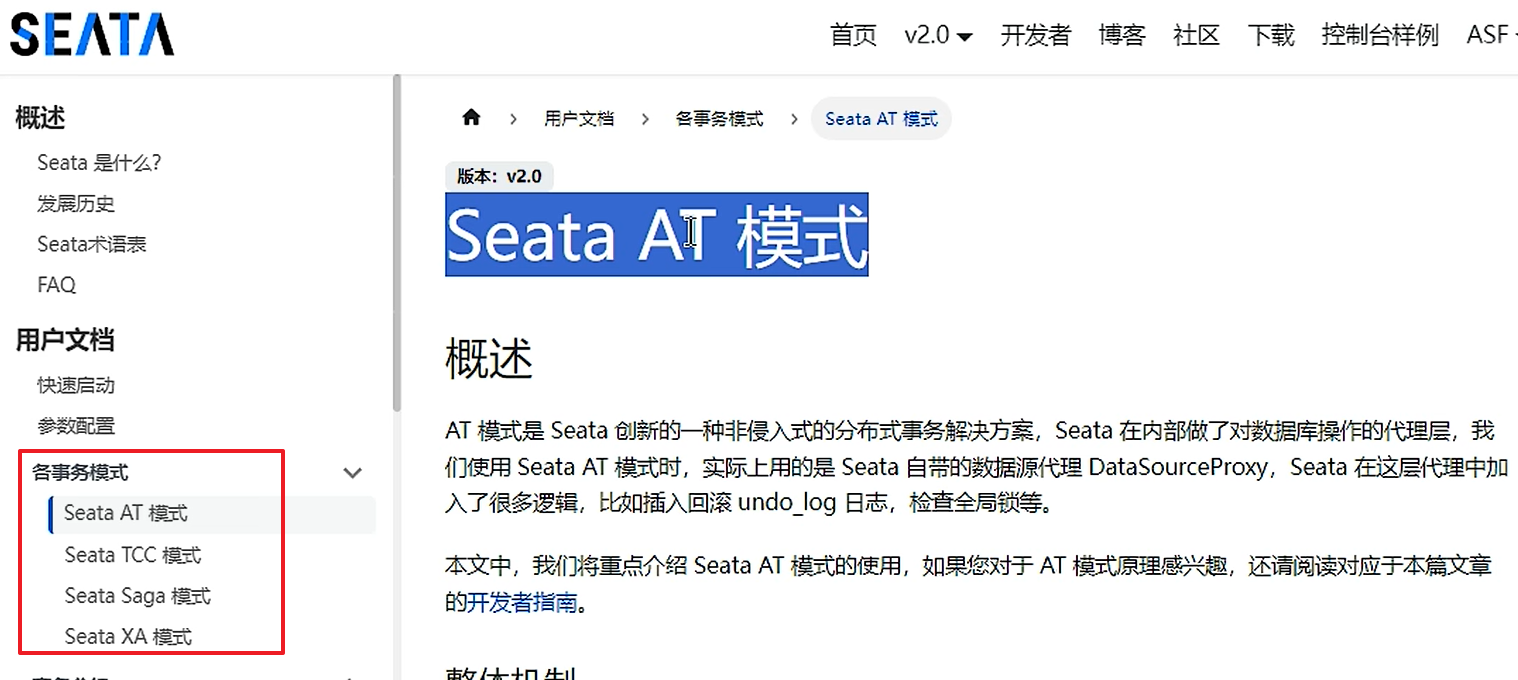 SEATA
首页 v2.0 开发者 博客 社区 下载 控制台样例 ASF
概述
Seata 是什么?
发展历史
Seata术语表
FAQ
用户文档
快速启动
参数配置
各事务模式
Seata AT 模式
Seata TCC 模式
Seata Saga 模式
Seata XA 模式
用户文档 各事务模式 Seata AT 模式
版本：v2.0
Seata AT 模式
概述
AT 模式是 Seata 创新的一种非侵入式的分布式事务解决方案，Seata 在内部做了对数据库操作的代理层，我
们使用 Seata AT 模式时，实际上用的是 Seata 自带的数据源代理 DataSourceProxy，Seata 在这层代理中加
入了很多逻辑，比如插入回滚 undo_log 日志，检查全局锁等。
本文中，我们将重点介绍 Seata AT 模式的使用，如果您对于 AT 模式原理感兴趣，还请阅读对应于本篇文章
的开发者指南。
整体机制